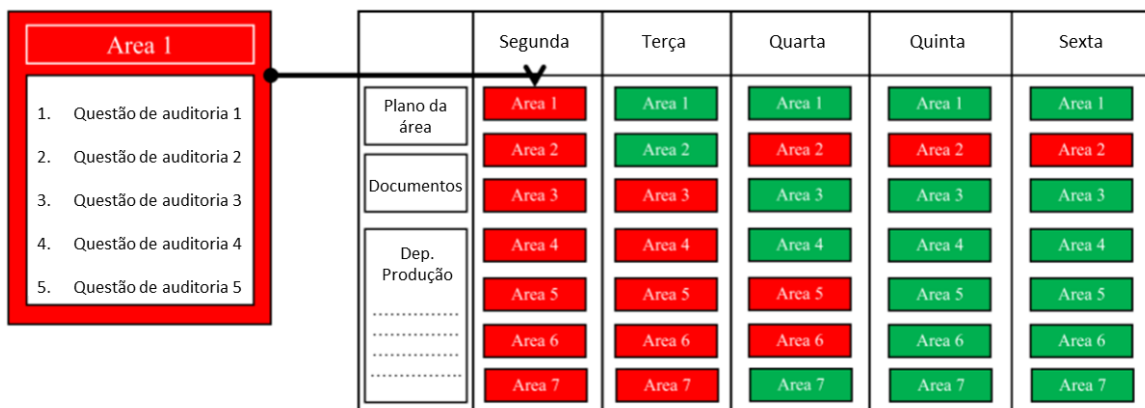 Area 1
1. Questão de auditoria 1
2. Questão de auditoria 2
3. Questão de auditoria 3
4. Questão de auditoria 4
5. Questão de auditoria 5
Segunda Terça Quarta Quinta Sexta
Plano da
área
Documentos
Dep.
Produção
Area 1 Area 1 Area 1 Area 1 Area 1
Area 2 Area 2 Area 2 Area 2 Area 2
Area 3 Area 3 Area 3 Area 3 Area 3
Area 4 Area 4 Area 4 Area 4 Area 4
Area 5 Area 5 Area 5 Area 5 Area 5
Area 6 Area 6 Area 6 Area 6 Area 6
Area 7 Area 7 Area 7 Area 7 Area 7